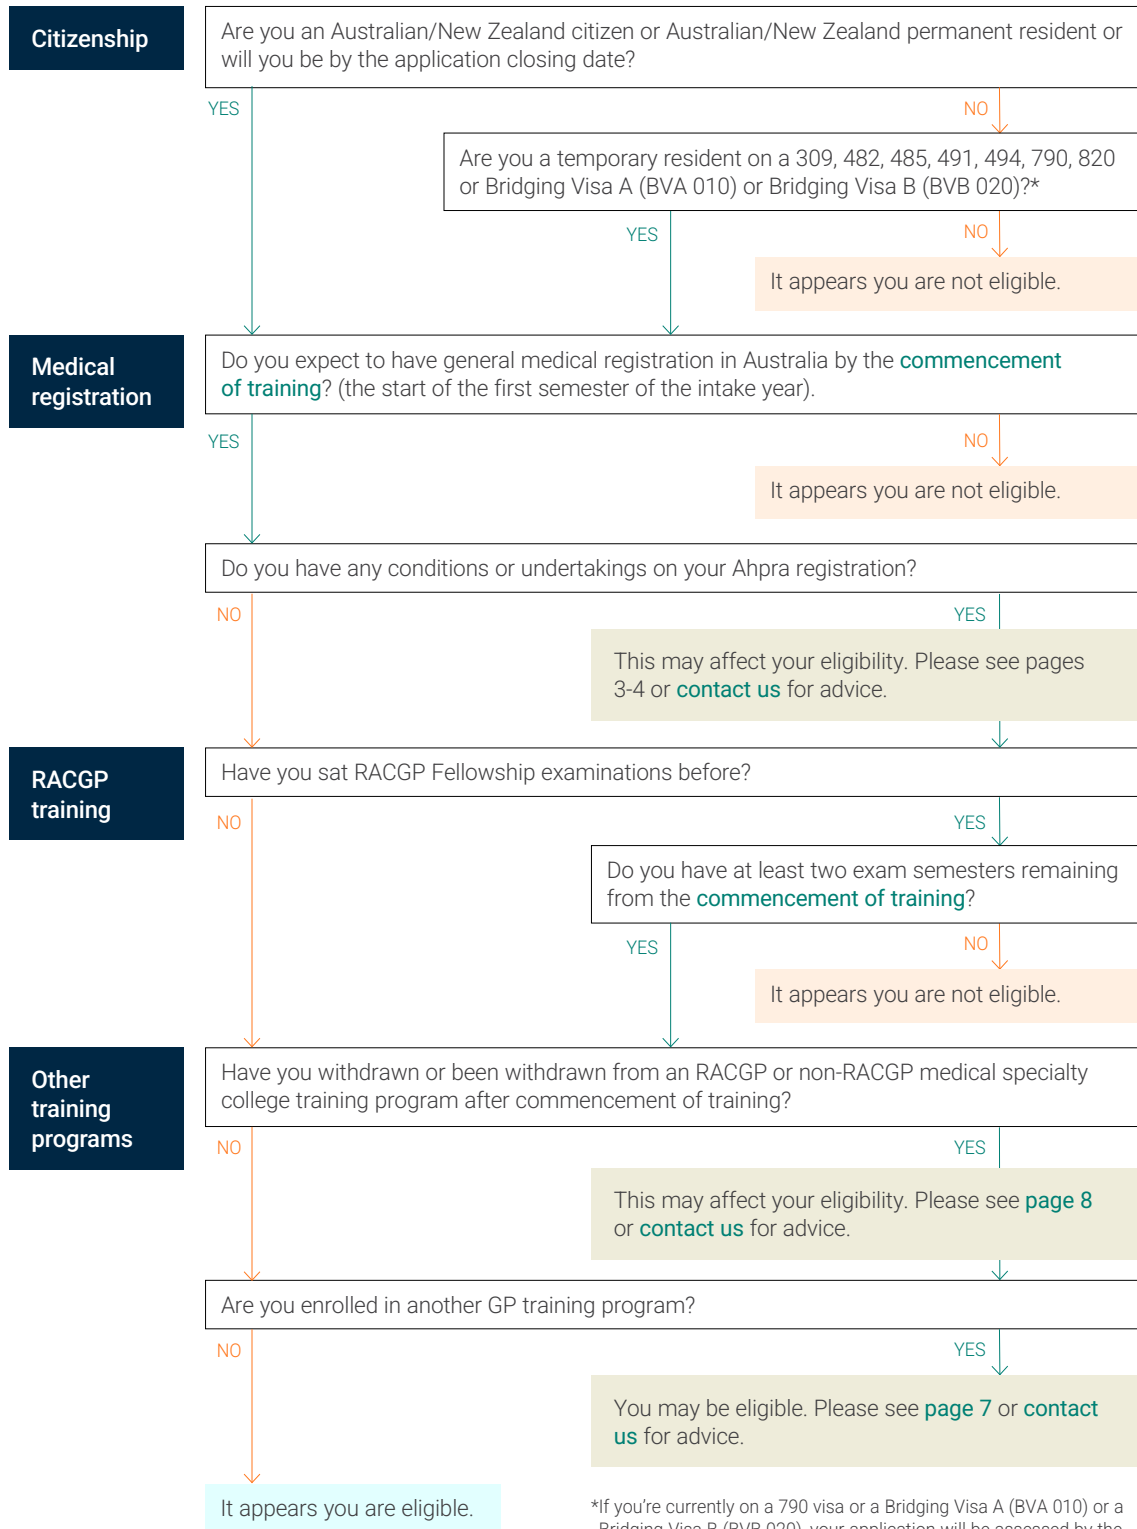 Citizenship
Are you an Australian/New Zealand citizen or Australian/New Zealand permanent resident or
will you be by the application closing date?
YES
NO
Are you a temporary resident on a 309, 482, 485, 491, 494, 790, 820
or Bridging Visa A (BVA 010) or Bridging Visa B (BVB 020)?*
YES
NO
It appears you are not eligible.
Medical
registration
Do you expect to have general medical registration in Australia by the commencement
of training? (the start of the first semester of the intake year).
YES
NO
It appears you are not eligible.
Do you have any conditions or undertakings on your Ahpra registration?
NO
YES
This may affect your eligibility. Please see pages
3-4 or contact us for advice.
RACGP
training
Have you sat RACGP Fellowship examinations before?
NO
YES
Do you have at least two exam semesters remaining
from the commencement of training?
YES
NO
It appears you are not eligible.
Other
training
programs
Have you withdrawn or been withdrawn from an RACGP or non-RACGP medical specialty
college training program after commencement of training?
NO
YES
This may affect your eligibility. Please see page 8
or contact us for advice.
Are you enrolled in another GP training program?
NO
YES
You may be eligible. Please see page 7 or contact
us for advice.
It appears you are eligible.
*If you're currently on a 790 visa or a Bridging Visa A (BVA 010) or a
Bridging Visa B (BVB 020), your application will be assessed by the